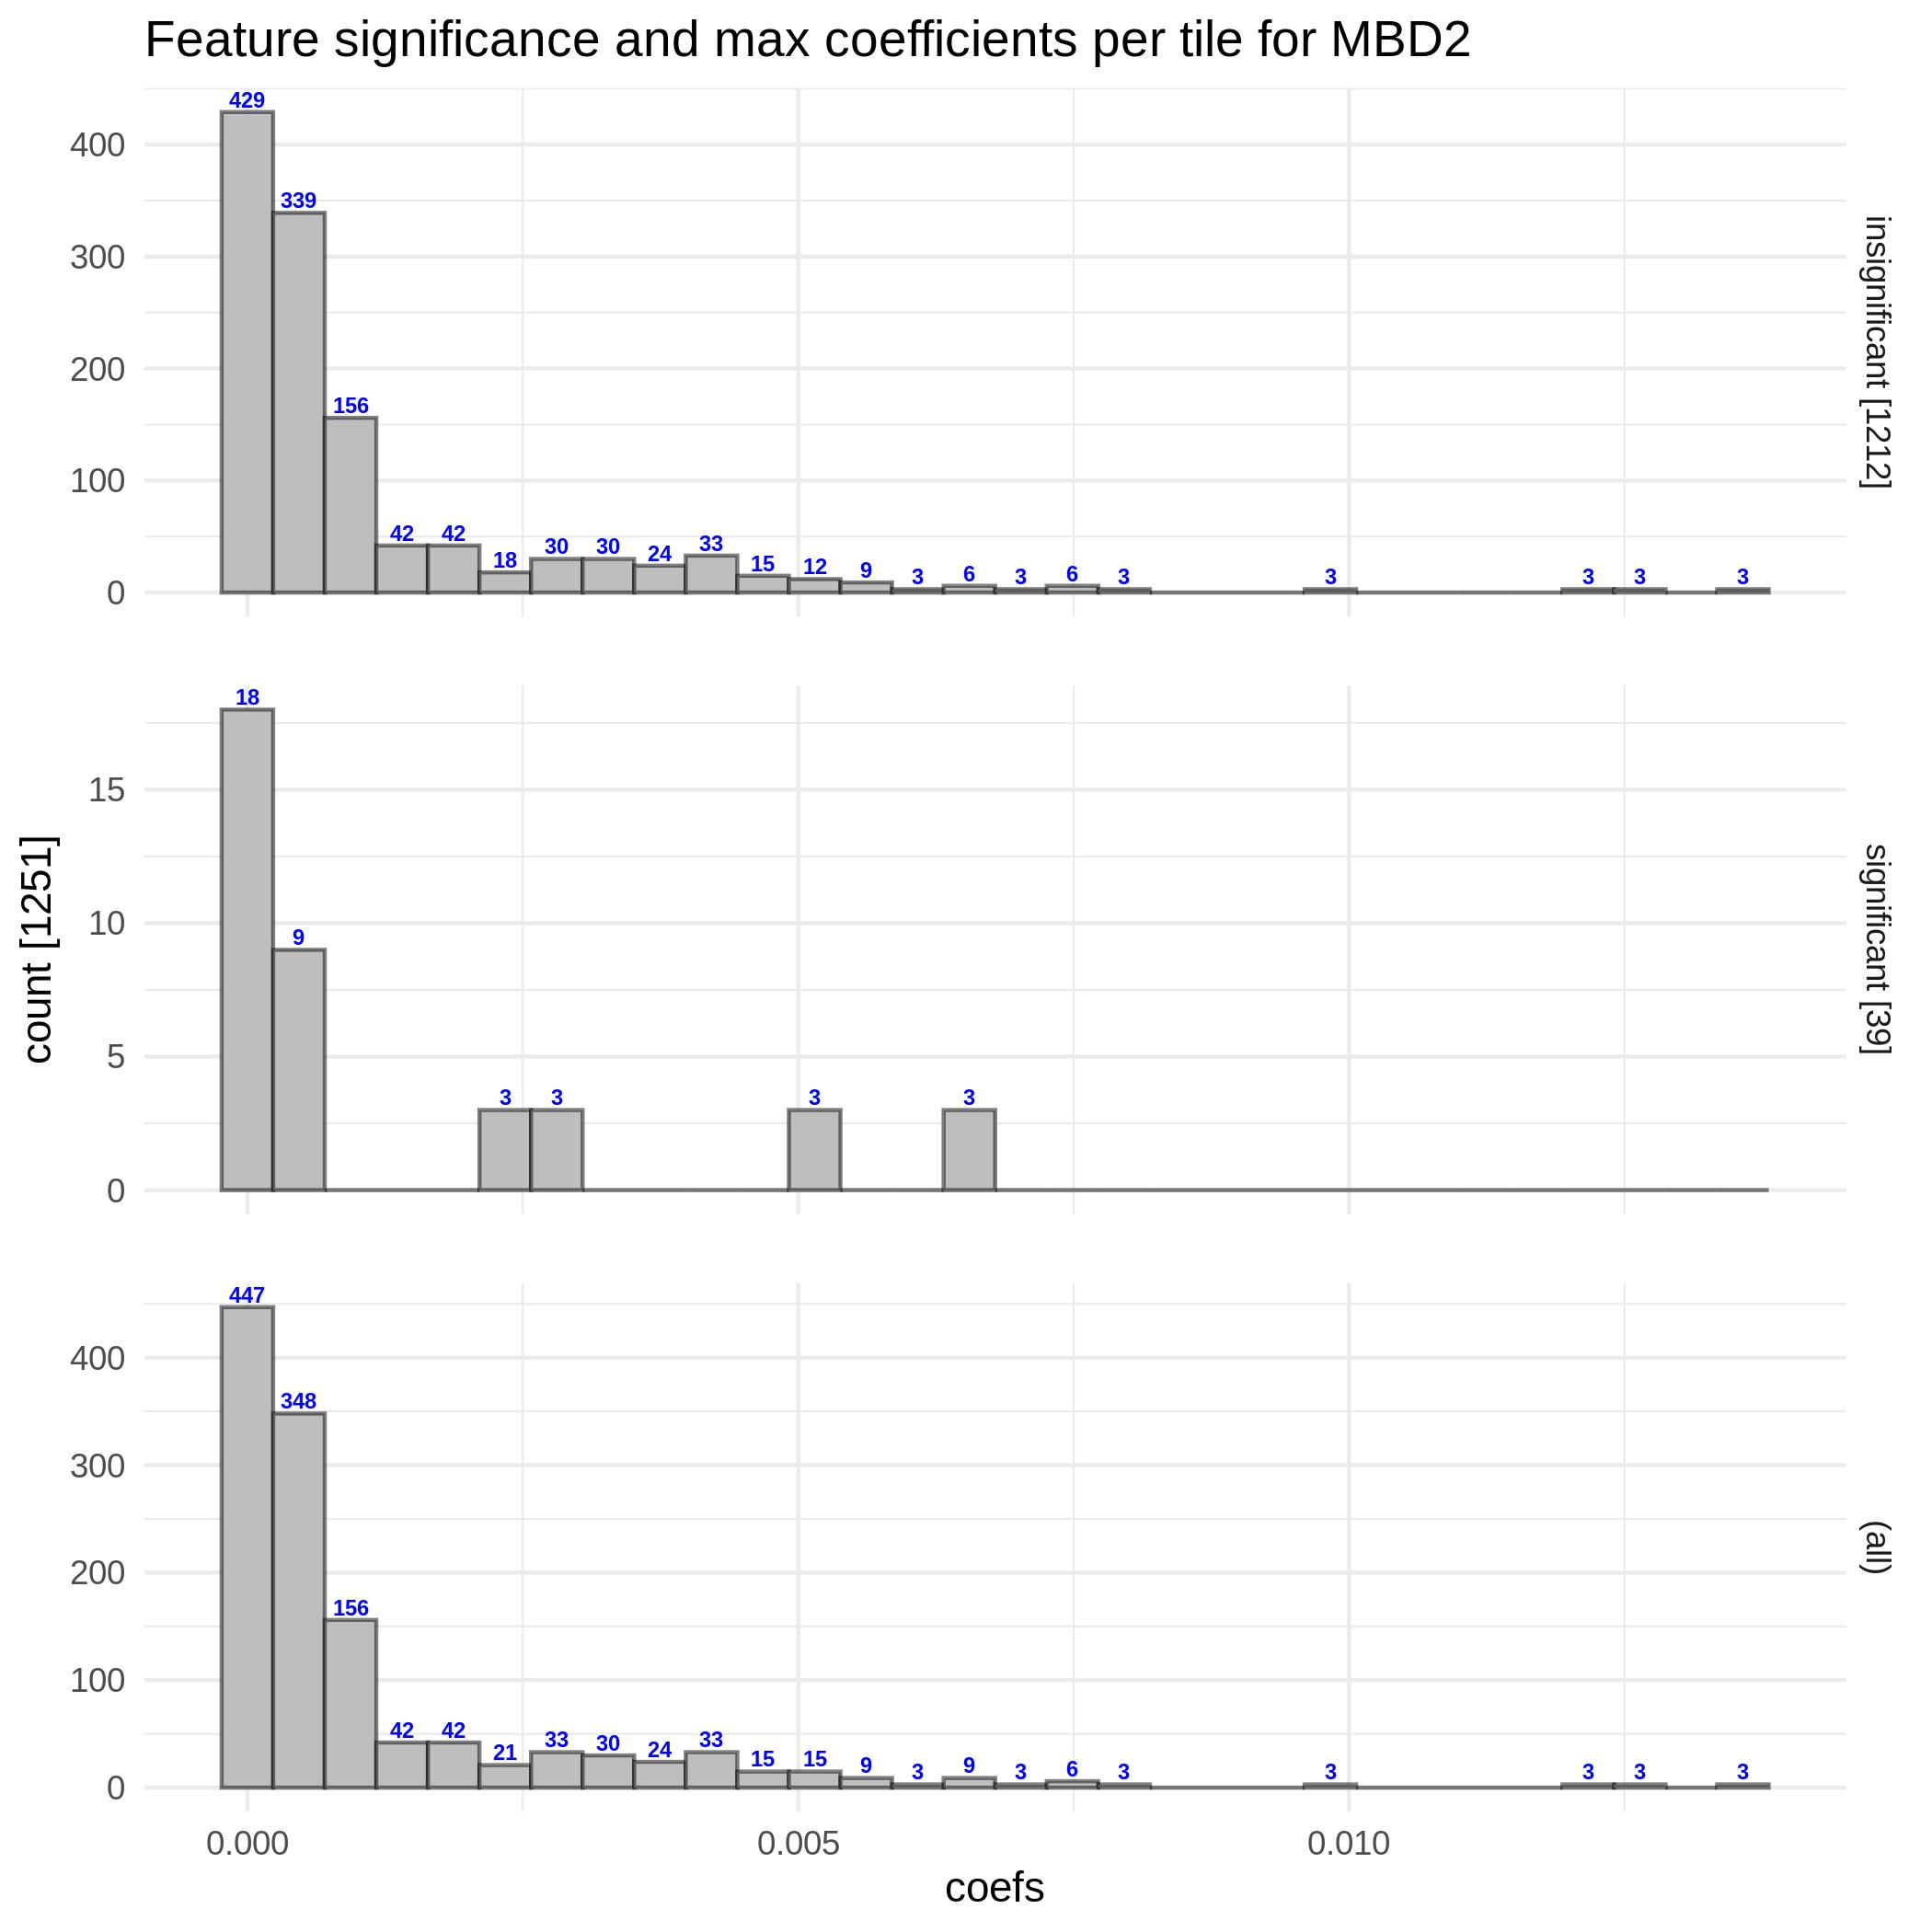 Feature significance and max coefficients per tile for MBD2
429
400
339
300
200
156
100
42 42 18 30 30 24 33 15 12 9 3 6 3 6 3 3 3 3 3
0
insignificant [1212]
18
15
10
9
5
3 3 3 3
0
significant [39]
count [1251]
447
400
348
300
200
156
100
42 42 21 33 30 24 33 15 15 9 3 9 3 6 3 3 3 3 3
0
(all)
0.000 0.005 0.010
coefs